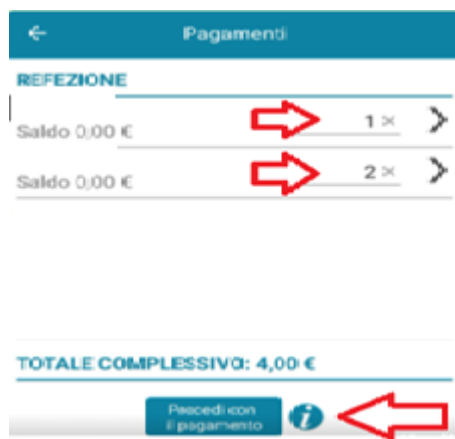 Pagamenti
REFEZIONE
1 ×
Saldo 0,00 €
2 ×
Saldo 0,00 €
TOTALE COMPLESSIVO: 4,00 €
Procedi con
il pagamento
i